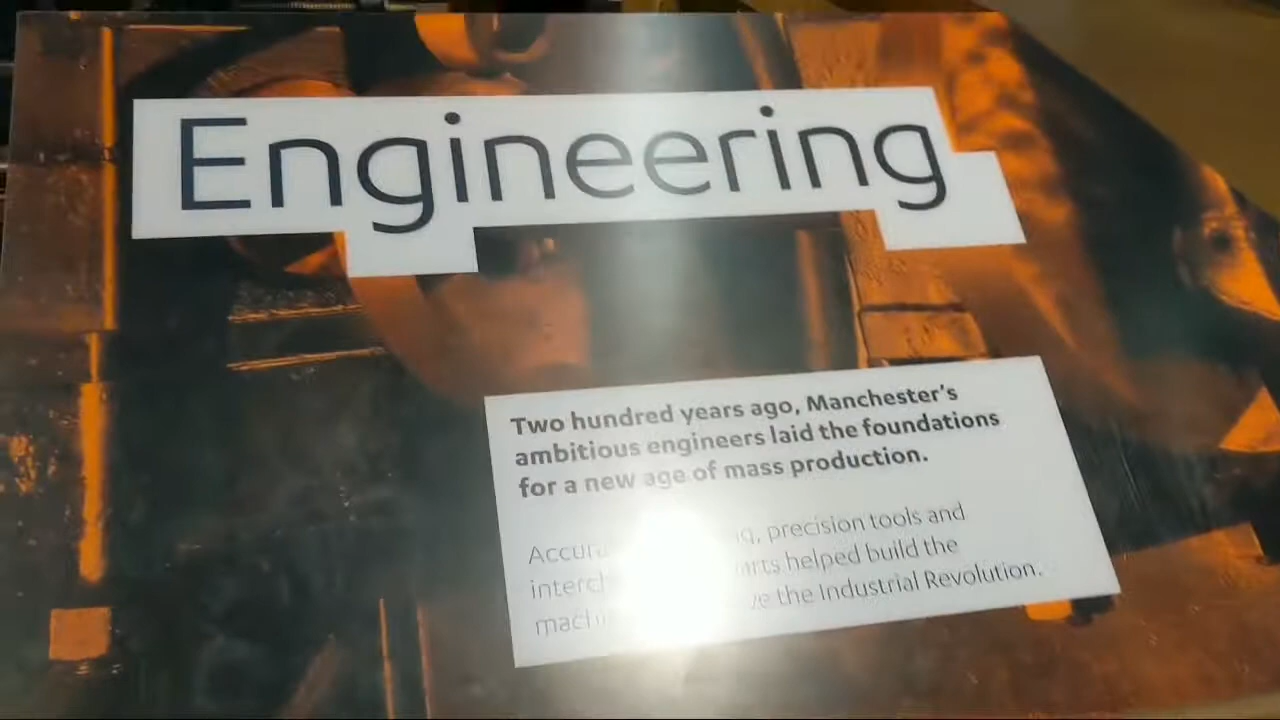 Engineering
Two hundred years ago, Manchester's
ambitious engineers laid the foundations
for a new age of mass production.
precision tools and
helped build the
the Industrial Revolution.